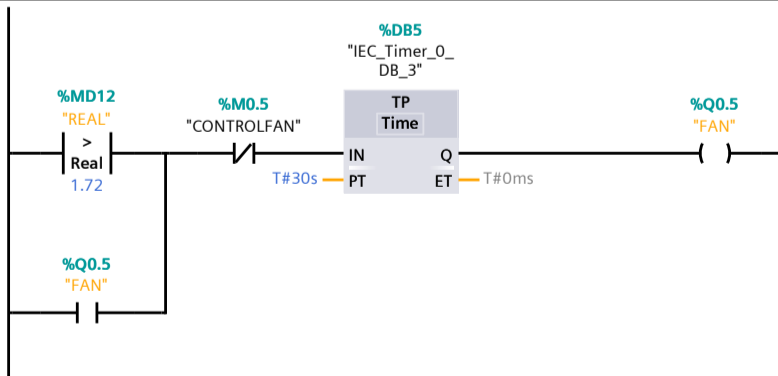 %DB5
"IEC_Timer_0_
DB_3"
%MD12
"REAL"
>
Real
1.72
%M0.5
"CONTROLFAN"
TP
Time
IN
Q
T#30s
PT
ET
T#0ms
%Q0.5
"FAN"
%Q0.5
"FAN"